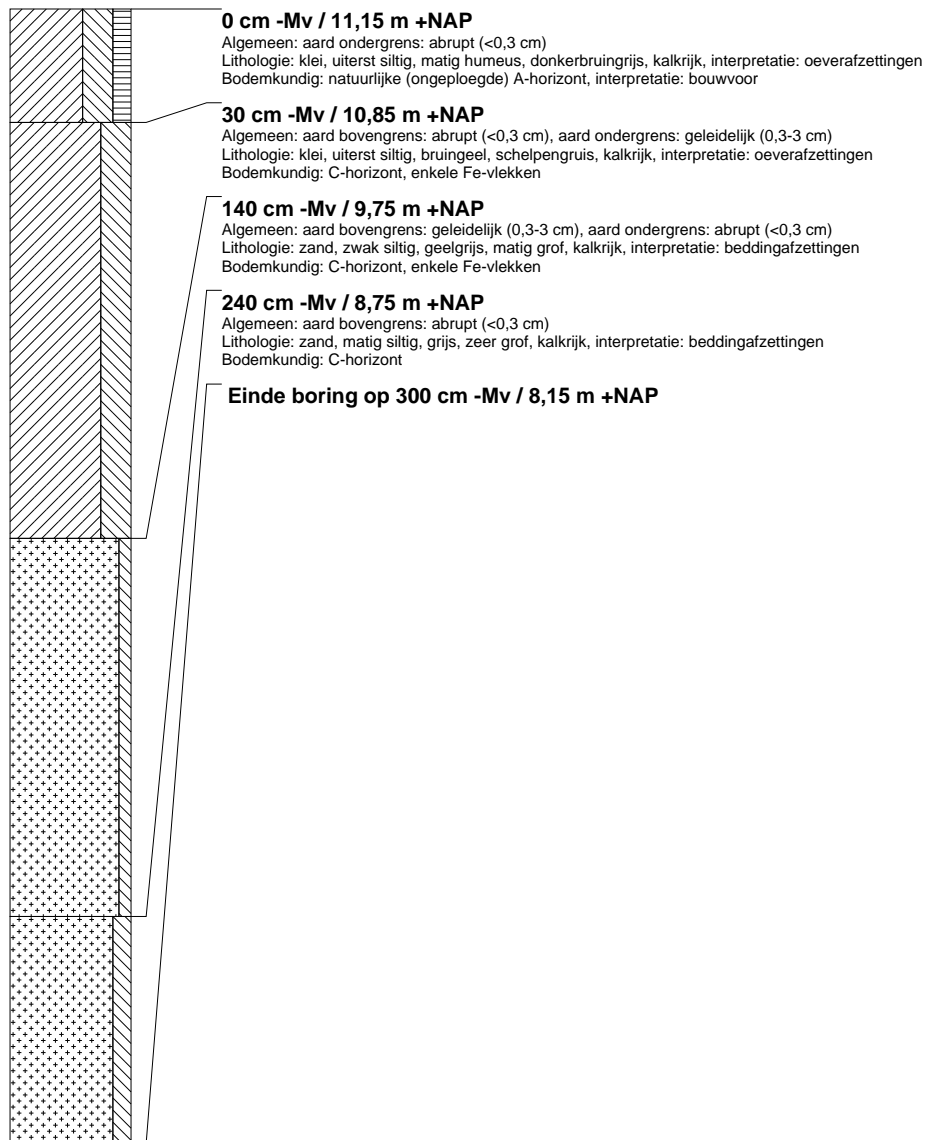 0 cm -Mv / 11,15 m +NAP
Algemeen: aard ondergrens: abrupt (<0,3 cm)
Lithologie: klei, uiterst siltig, matig humeus, donkerbruingrijs, kalkrijk, interpretatie: oeverafzettingen
Bodemkundig: natuurlijke (ongeploegde) A-horizont, interpretatie: bouwvoor
30 cm -Mv / 10,85 m +NAP
Algemeen: aard bovengrens: abrupt (<0,3 cm), aard ondergrens: geleidelijk (0,3-3 cm)
Lithologie: klei, uiterst siltig, bruingeel, schelpengruis, kalkrijk, interpretatie: oeverafzettingen
Bodemkundig: C-horizont, enkele Fe-vlekken
140 cm -Mv / 9,75 m +NAP
Algemeen: aard bovengrens: geleidelijk (0,3-3 cm), aard ondergrens: abrupt (<0,3 cm)
Lithologie: zand, zwak siltig, geelgrijs, matig grof, kalkrijk, interpretatie: beddingafzettingen
Bodemkundig: C-horizont, enkele Fe-vlekken
240 cm -Mv / 8,75 m +NAP
Algemeen: aard bovengrens: abrupt (<0,3 cm)
Lithologie: zand, matig siltig, grijs, zeer grof, kalkrijk, interpretatie: beddingafzettingen
Bodemkundig: C-horizont
Einde boring op 300 cm -Mv / 8,15 m +NAP